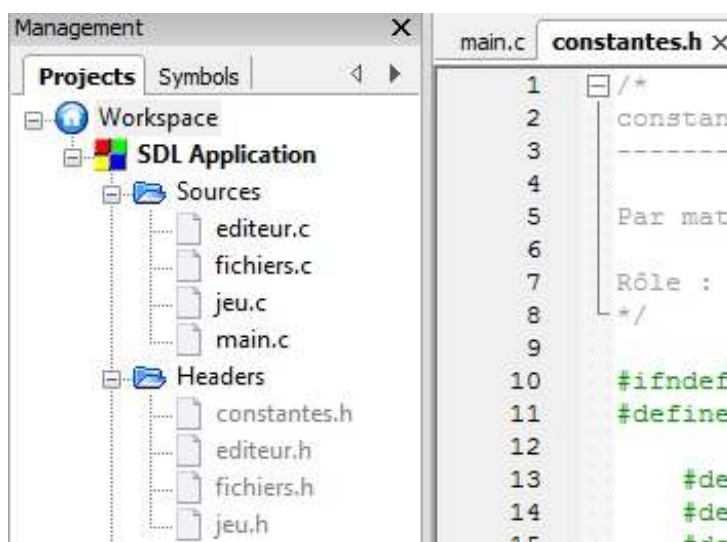 Management
Projects Symbols
Workspace
SDL Application
Sources
editeur.c
fichiers.c
jeu.c
main.c
Headers
constantes.h
editeur.h
fichiers.h
jeu.h
main.c constantes.h
1 /*
2 constan
3 --------
4
5 Par mat
6
7 Rôle :
8 */
9
10 #ifndef
11 #define
12
13 #de
14 #de
15 #de